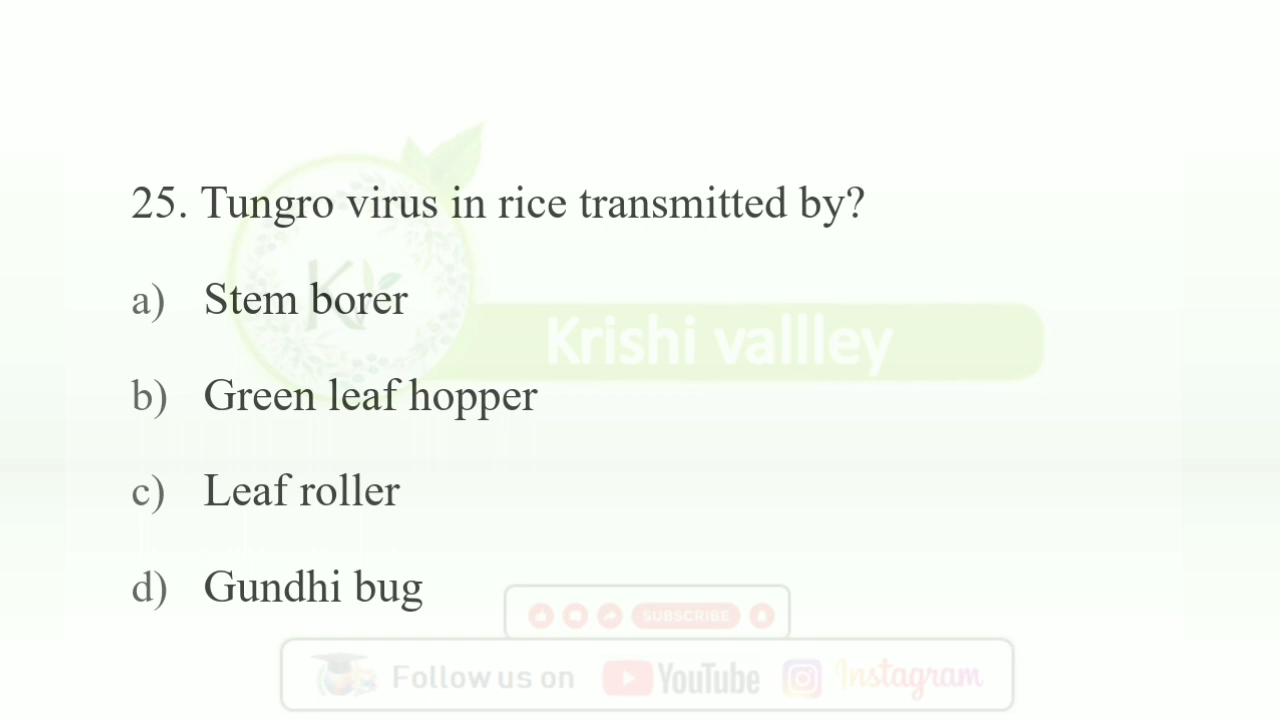 25. Tungro virus in rice transmitted by?
a) Stem borer
Krishi vallley
b) Green leaf hopper
c) Leaf roller
d) Gundhi bug
SUBSCRIBE
Follow us on YouTube Instagram